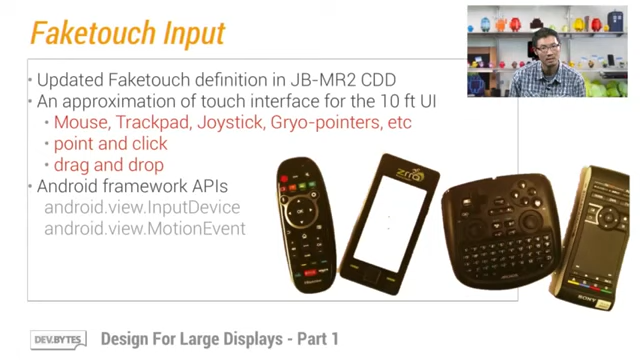 Faketouch Input
• Updated Faketouch definition in JB-MR2 CDD
• An approximation of touch interface for the 10 ft UI
• Mouse, Trackpad, Joystick, Gryo-pointers, etc
• point and click
• drag and drop
• Android framework APIs
android.view.InputDevice
android.view.MotionEvent
zrro
SONY
DEV.BYTES
Design For Large Displays - Part 1